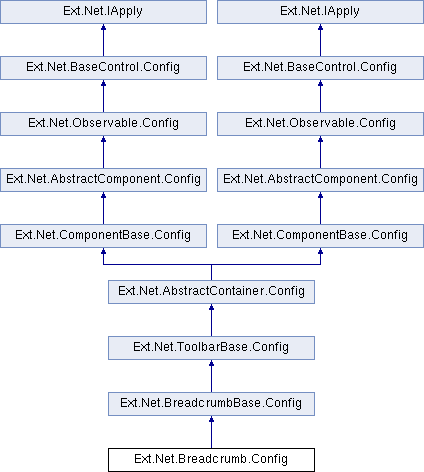 Ext.Net.IApply
Ext.Net.IApply
Ext.Net.BaseControl.Config
Ext.Net.BaseControl.Config
Ext.Net.Observable.Config
Ext.Net.Observable.Config
Ext.Net.AbstractComponent.Config
Ext.Net.AbstractComponent.Config
Ext.Net.ComponentBase.Config
Ext.Net.ComponentBase.Config
Ext.Net.AbstractContainer.Config
Ext.Net.ToolbarBase.Config
Ext.Net.BreadcrumbBase.Config
Ext.Net.Breadcrumb.Config